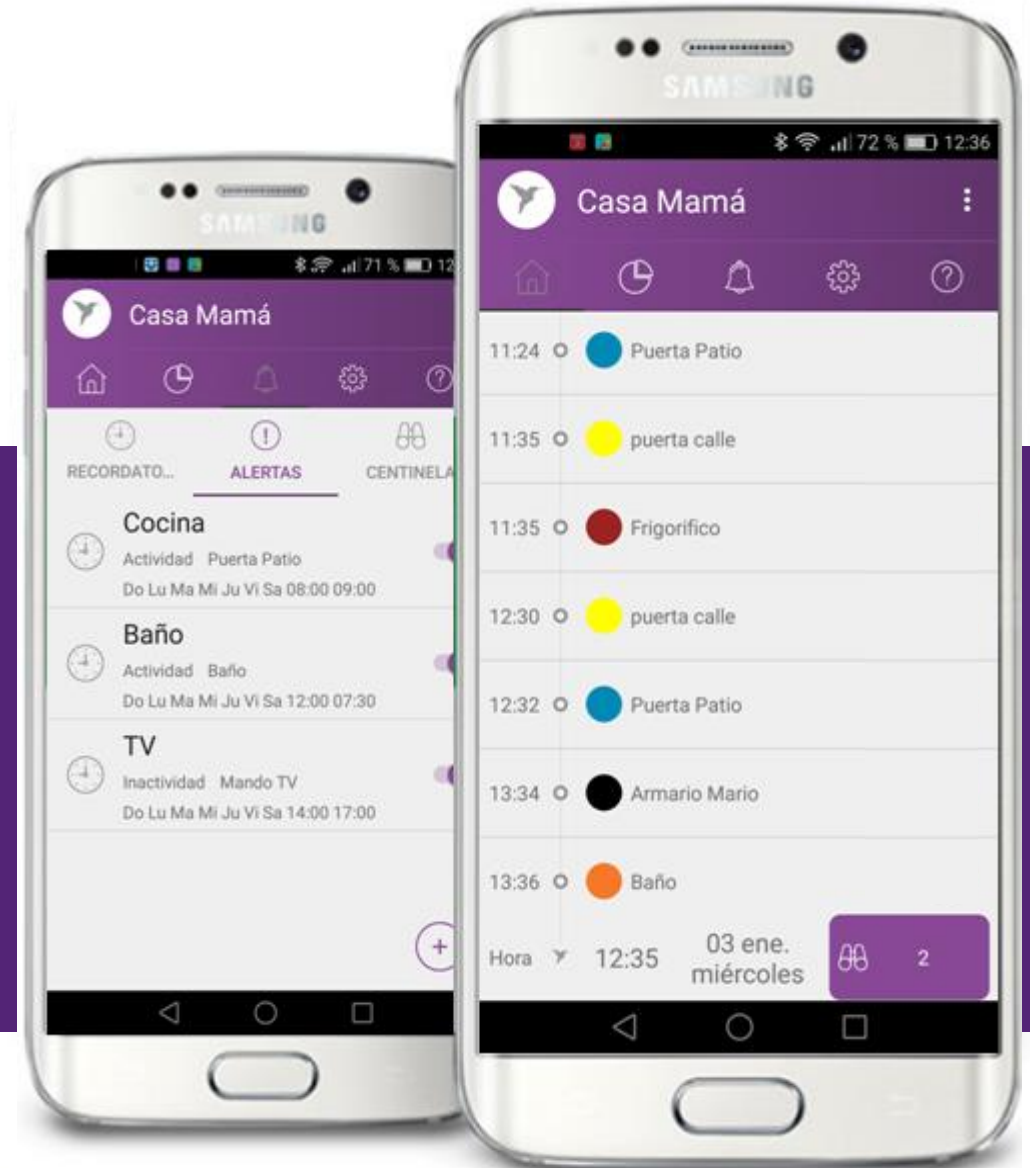 SAMSUNG
71 % 12
Casa Mamá
RECORDATO... ALERTAS CENTINELA
Cocina
Actividad Puerta Patio
Do Lu Ma Mi Ju Vi Sa 08:00 09:00
Baño
Actividad Baño
Do Lu Ma Mi Ju Vi Sa 12:00 07:30
TV
Inactividad Mando TV
Do Lu Ma Mi Ju Vi Sa 14:00 17:00
SAMSUNG
72 % 12:36
Casa Mamá
11:24 Puerta Patio
11:35 puerta calle
11:35 Frigorifico
12:30 puerta calle
12:32 Puerta Patio
13:34 Armario Mario
13:36 Baño
Hora 12:35 03 ene. 2
miércoles